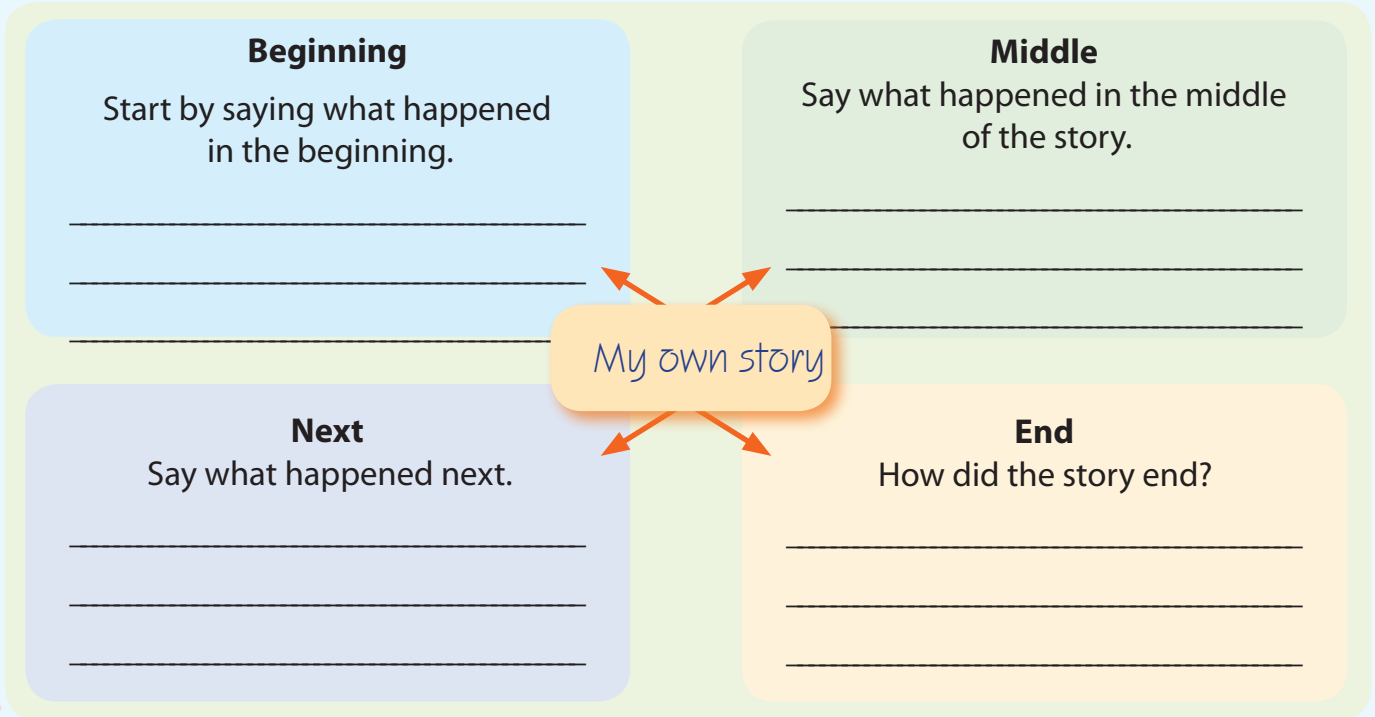 Beginning
Start by saying what happened
in the beginning.
Middle
Say what happened in the middle
of the story.
My own story
Next
Say what happened next.
End
How did the story end?